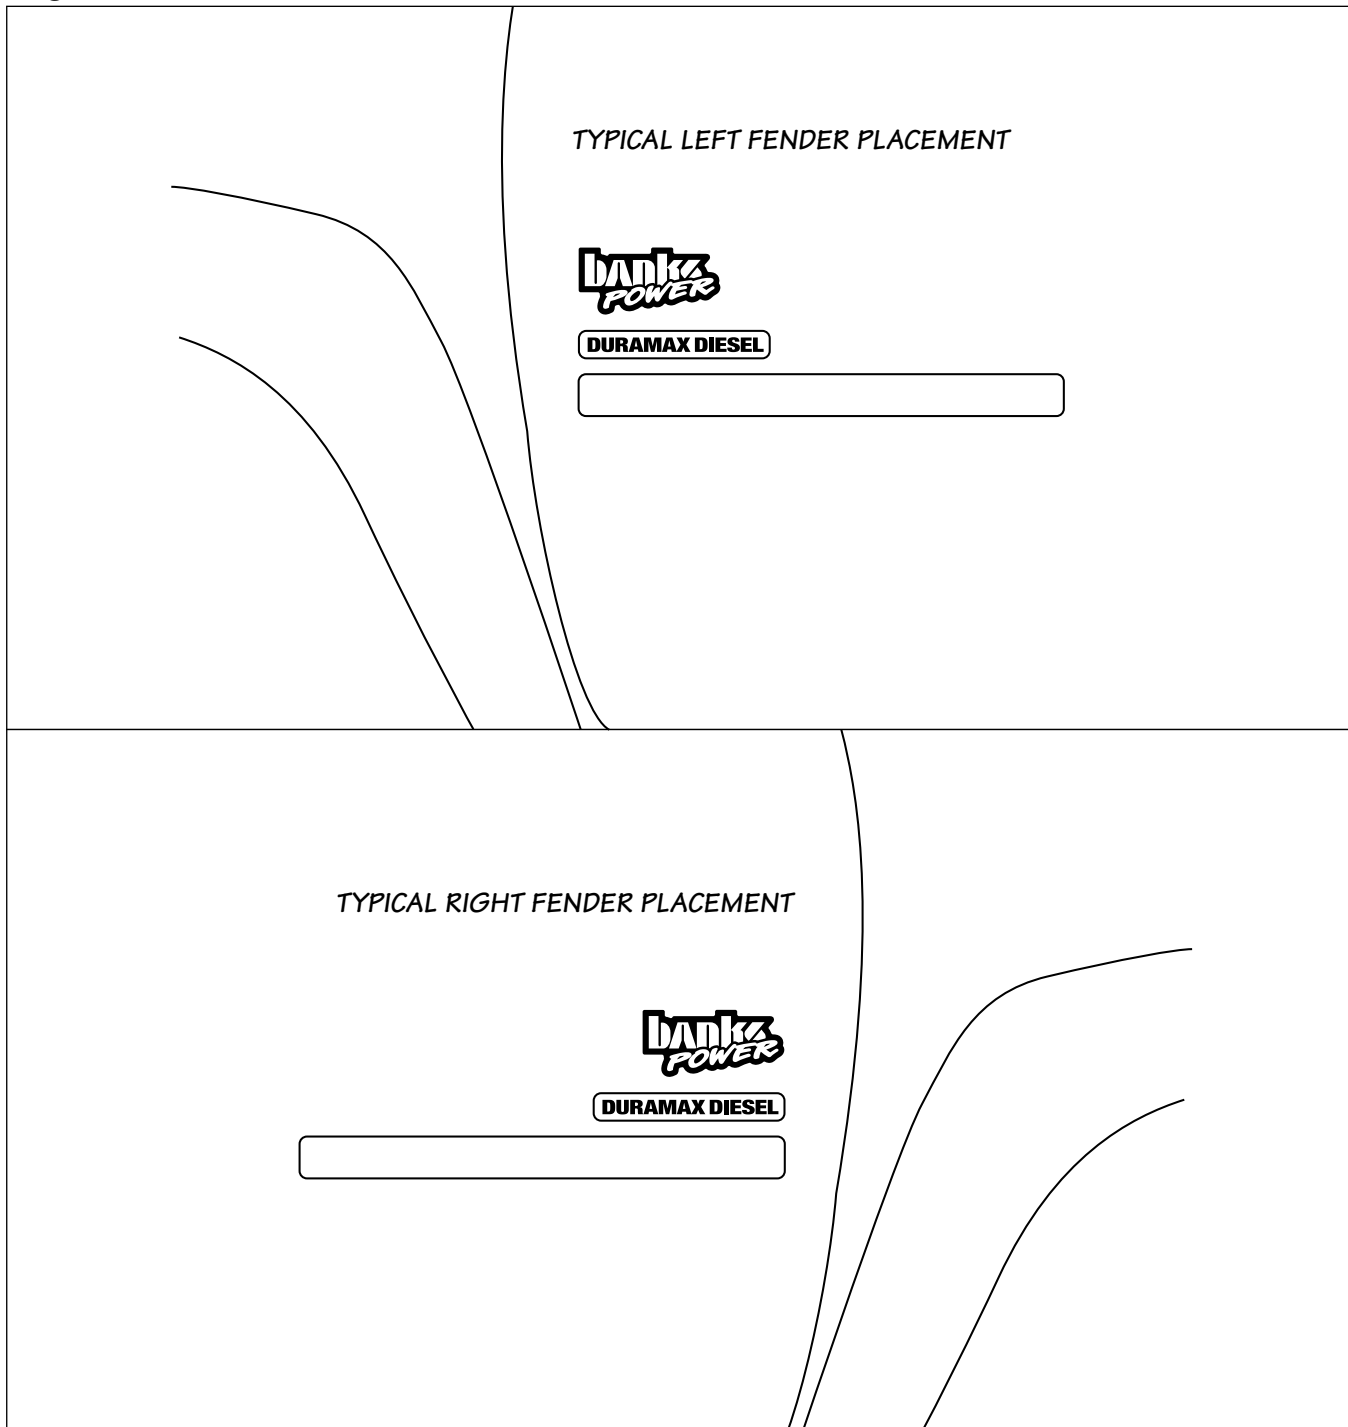 TYPICAL LEFT FENDER PLACEMENT
banks
POWER
DURAMAX DIESEL
TYPICAL RIGHT FENDER PLACEMENT
banks
POWER
DURAMAX DIESEL